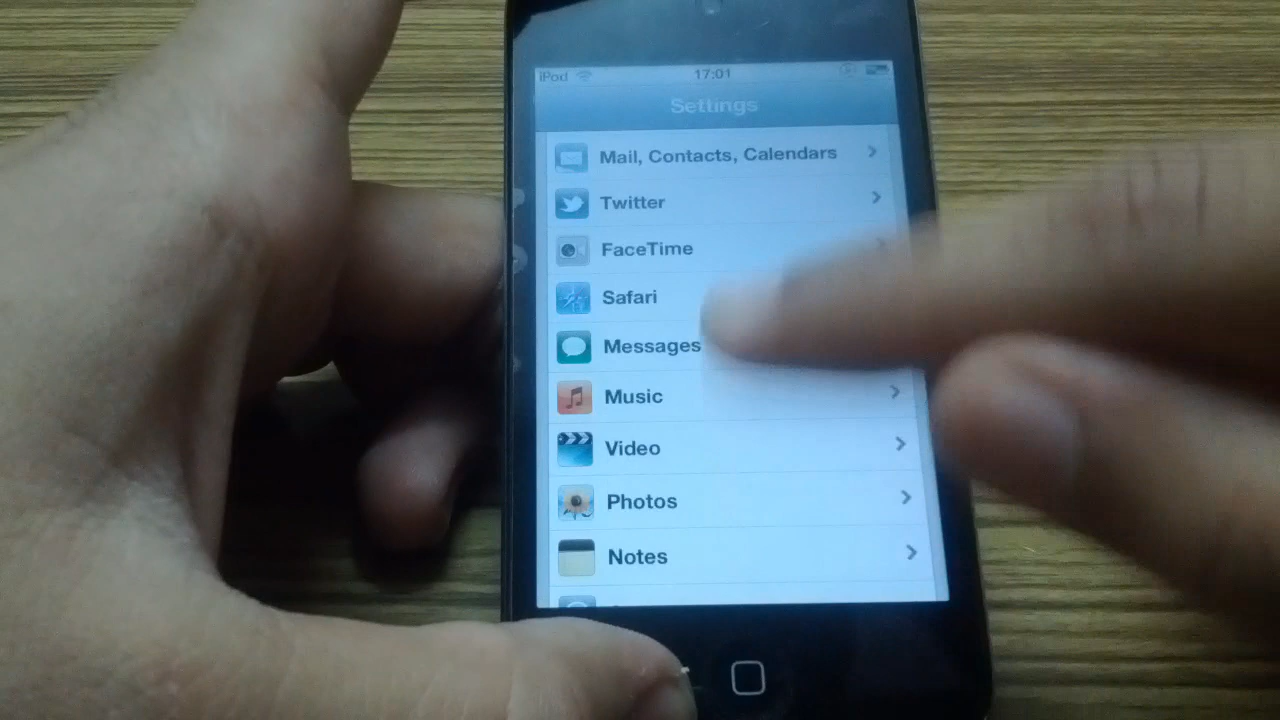 iPod 17:01
Settings
Mail, Contacts, Calendars
Twitter
FaceTime
Safari
Messages
Music
Video
Photos
Notes